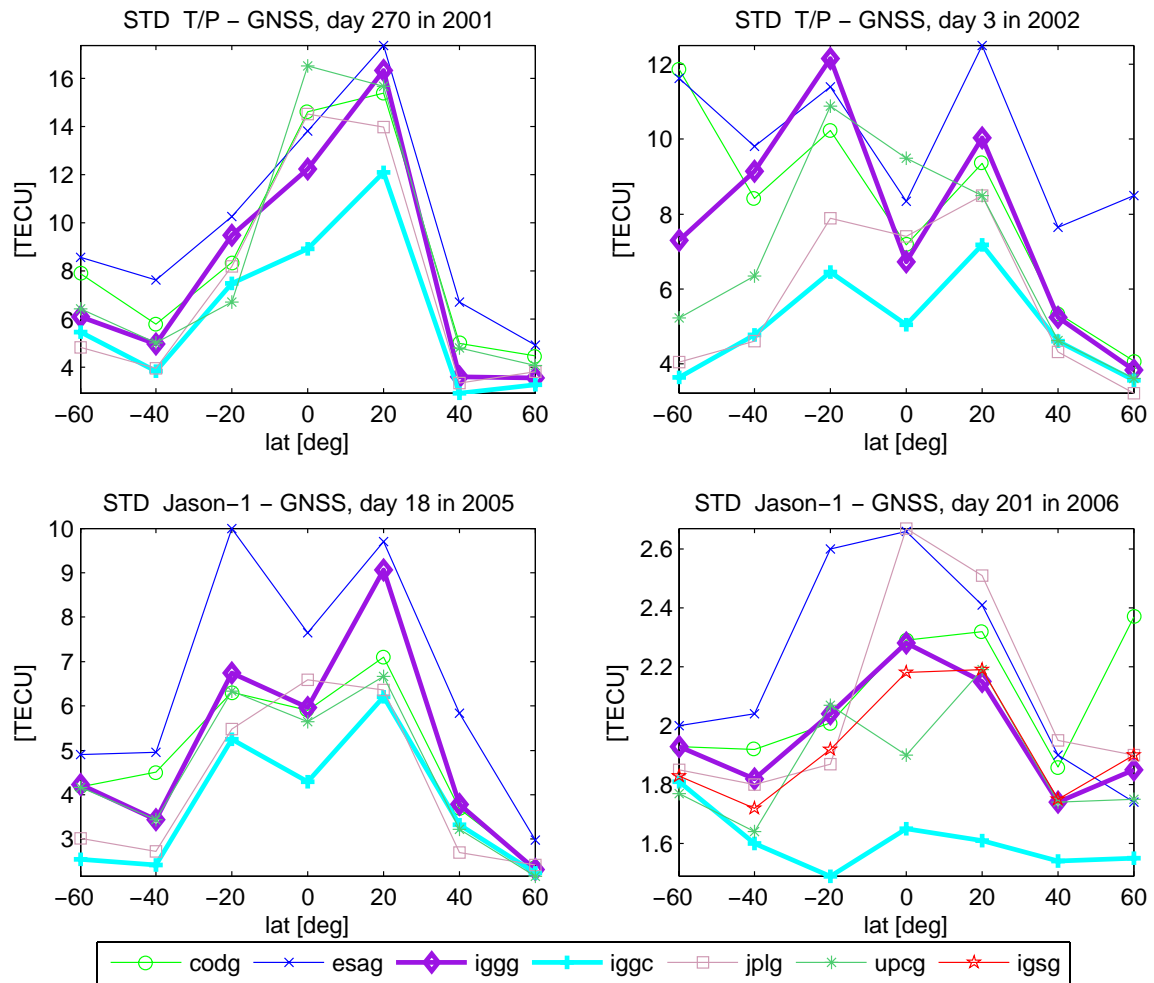 STD T/P − GNSS, day 270 in 2001
[TECU]
16
14
12
10
8
6
4
−60 −40 −20 0 20 40 60
lat [deg]
STD T/P − GNSS, day 3 in 2002
[TECU]
12
10
8
6
4
−60 −40 −20 0 20 40 60
lat [deg]
STD Jason−1 − GNSS, day 18 in 2005
[TECU]
10
9
8
7
6
5
4
3
−60 −40 −20 0 20 40 60
lat [deg]
STD Jason−1 − GNSS, day 201 in 2006
[TECU]
2.6
2.4
2.2
2
1.8
1.6
−60 −40 −20 0 20 40 60
lat [deg]
codg esag iggg iggc jplg upcg igsg